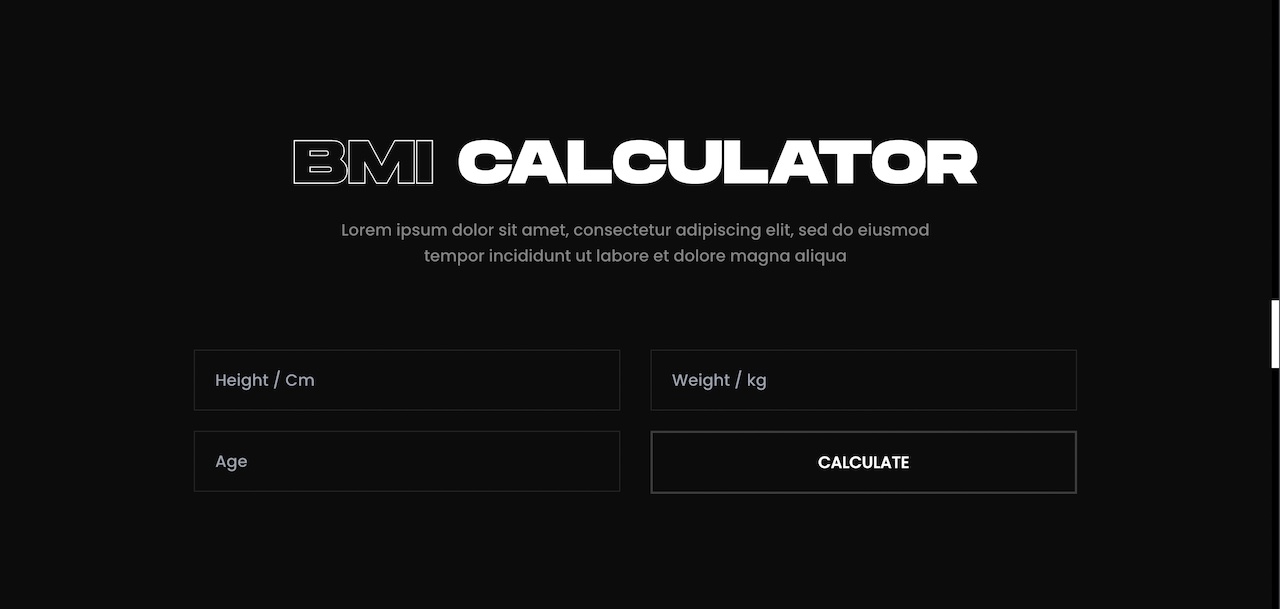 BMI CALCULATOR
Lorem ipsum dolor sit amet, consectetur adipiscing elit, sed do eiusmod
tempor incididunt ut labore et dolore magna aliqua
Height / Cm
Weight / kg
Age
CALCULATE